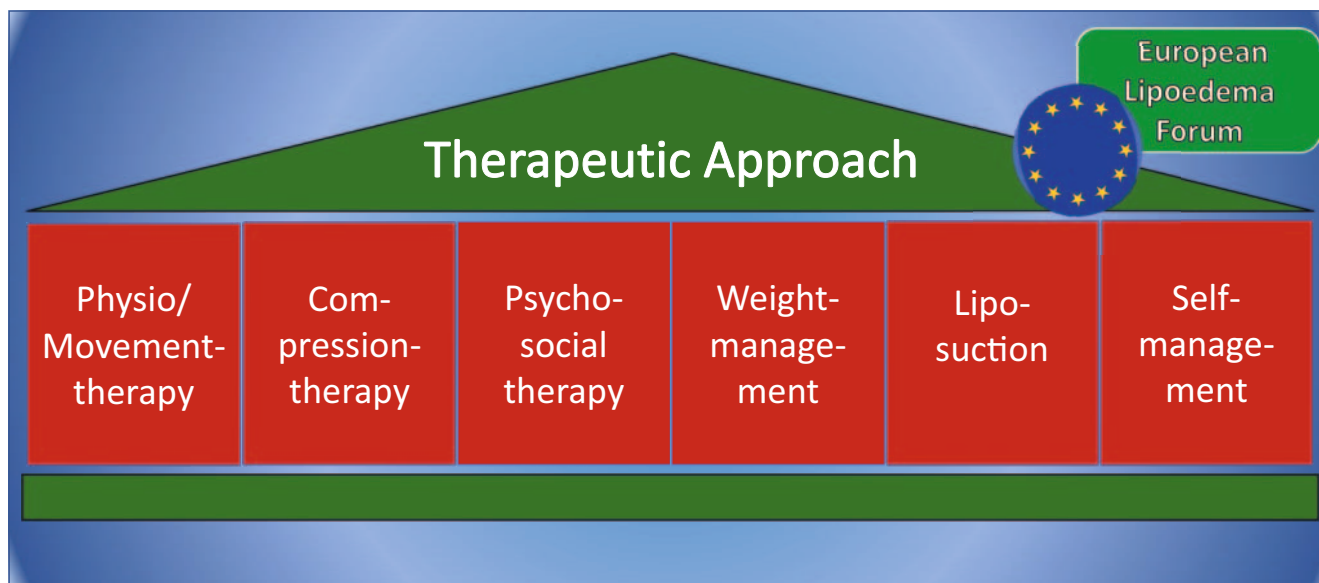 European
Lipoedema
Forum
Therapeutic Approach
Physio/
Movement-
therapy
Com-
pression-
therapy
Psycho-
social
therapy
Weight-
manage-
ment
Lipo-
suction
Self-
manage-
ment